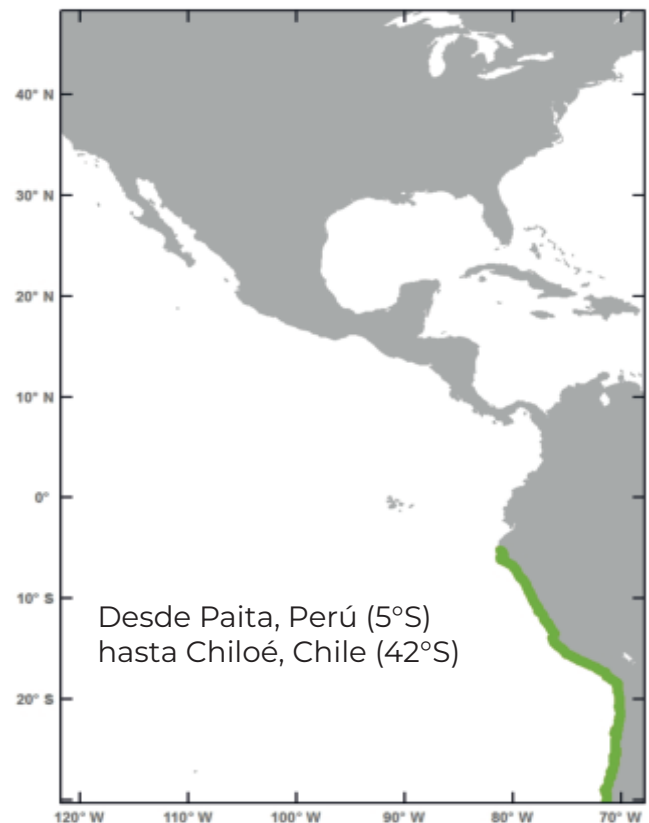 40° N
30° N
20° N
10° N
0°
10° S
Desde Paita, Perú (5°S)
hasta Chiloé, Chile (42°S)
20° S
120° W 110° W 100° W 90° W 80° W 70° W